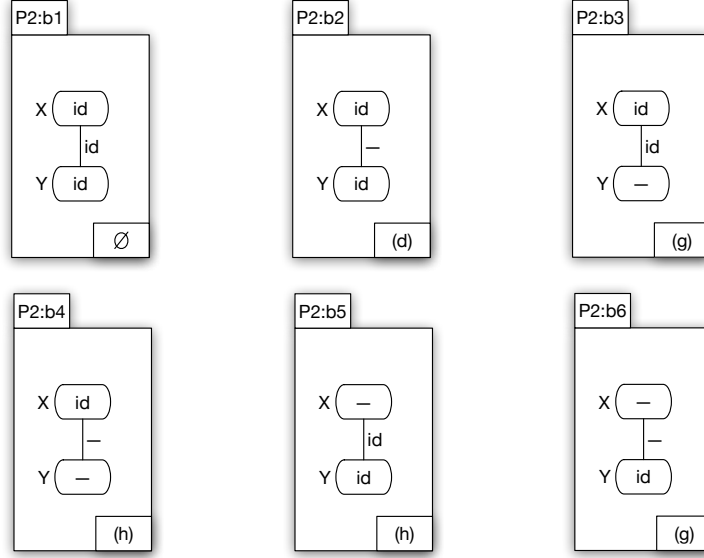 P2:b1 P2:b2 P2:b3
X id X id X id
id — id
Y id Y id Y —
∅ (d) (g)
P2:b4 P2:b5 P2:b6
X id X — X —
— id —
Y — Y id Y id
(h) (h) (g)